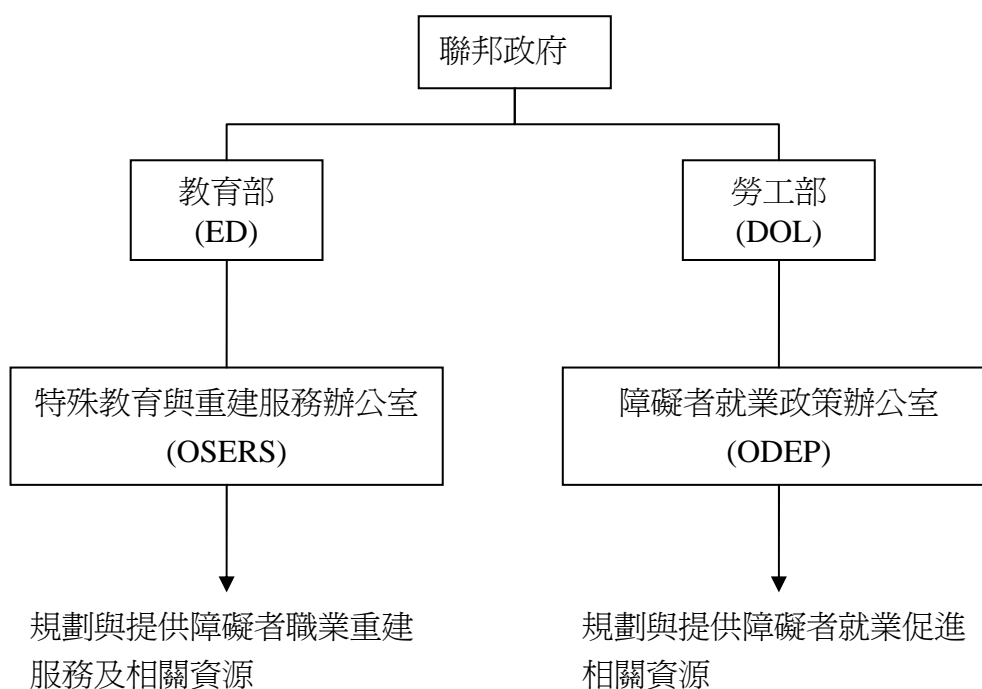 聯邦政府
教育部
(ED)
勞工部
(DOL)
特殊教育與重建服務辦公室
(OSERS)
障礙者就業政策辦公室
(ODEP)
規劃與提供障礙者職業重建
服務及相關資源
規劃與提供障礙者就業促進
相關資源